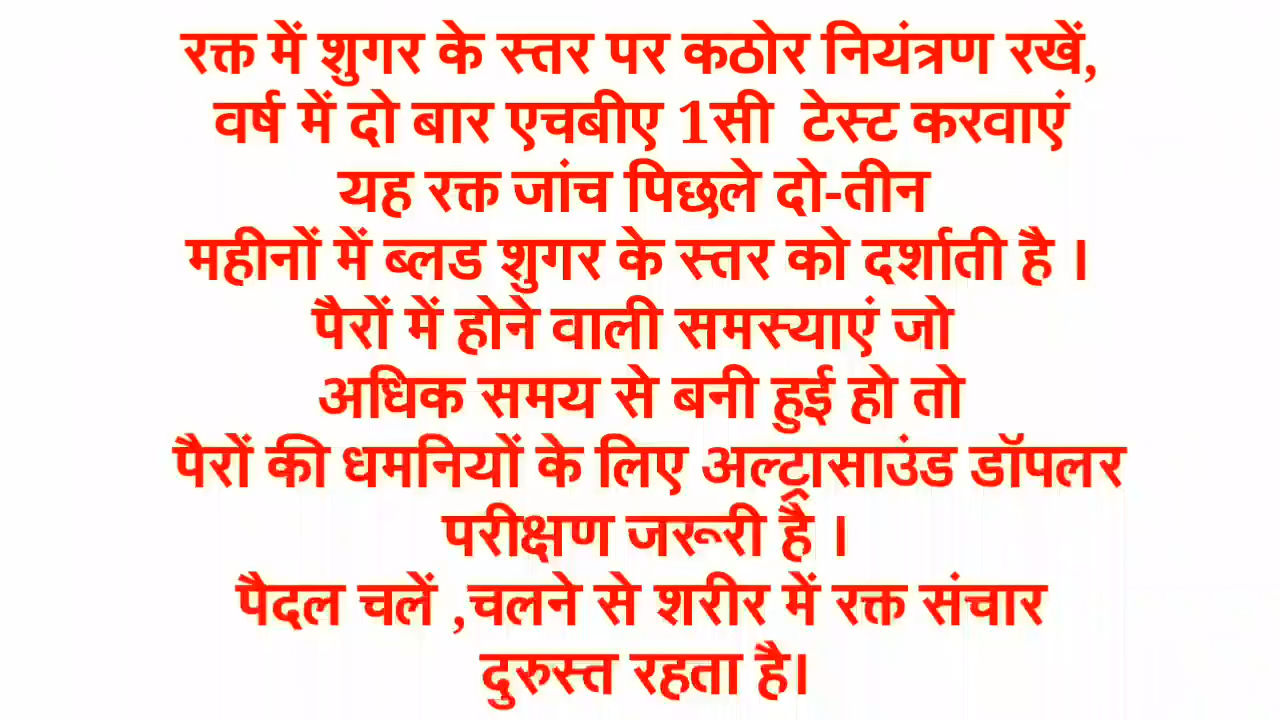 रक्त में शुगर के स्तर पर कठोर नियंत्रण रखें,
वर्ष में दो बार एचबीए 1सी  टेस्ट करवाएं
यह रक्त जांच पिछले दो-तीन
महीनों में ब्लड शुगर के स्तर को दर्शाती है ।
पैरों में होने वाली समस्याएं जो
अधिक समय से बनी हुई हो तो
पैरों की धमनियों के लिए अल्ट्रासाउंड डॉपलर
परीक्षण जरूरी है ।
पैदल चलें ,चलने से शरीर में रक्त संचार
दुरुस्त रहता है।